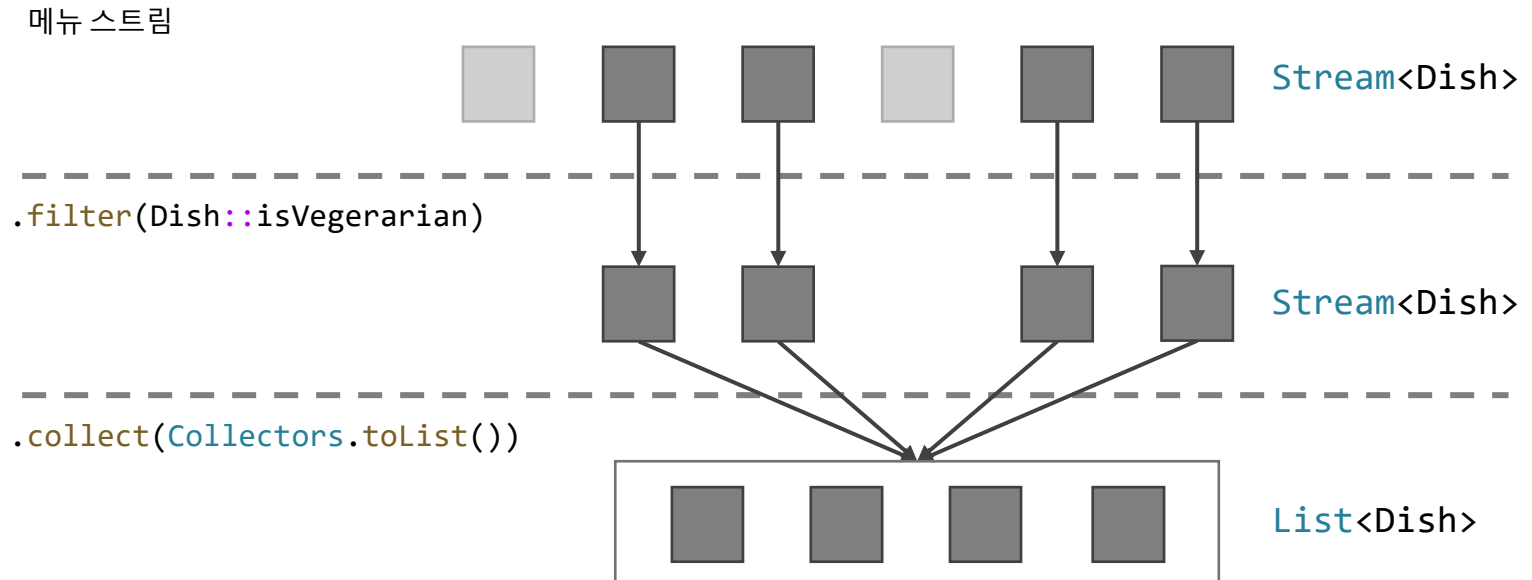 메뉴 스트림
Stream<Dish>
.filter(Dish::isVegerarian)
Stream<Dish>
.collect(Collectors.toList())
List<Dish>